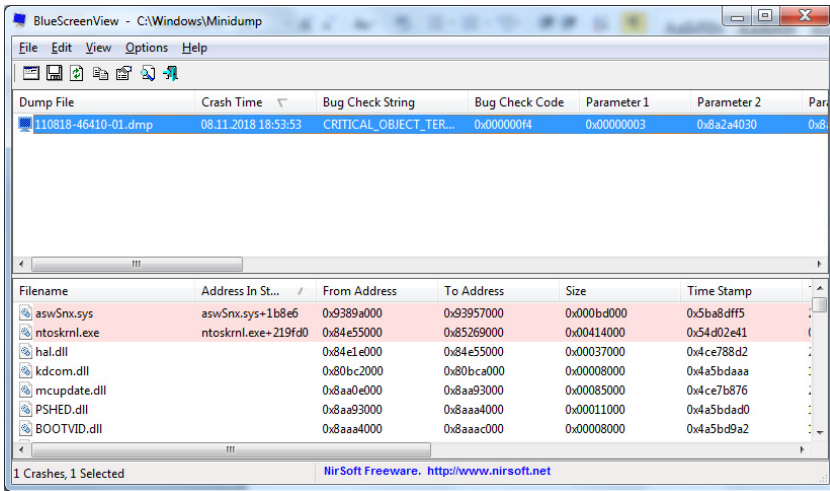 BlueScreenView - C:\Windows\Minidump
File Edit View Options Help
Dump File Crash Time Bug Check String Bug Check Code Parameter 1 Parameter 2 Par
110818-46410-01.dmp 08.11.2018 18:53:53 CRITICAL_OBJECT_TER... 0x000000f4 0x00000003 0x8a2a4030 0x8
Filename Address In St... From Address To Address Size Time Stamp
aswSnx.sys aswSnx.sys+1b8e6 0x9389a000 0x93957000 0x000bd000 0x5ba8dff5
ntoskrnl.exe ntoskrnl.exe+219fd0 0x84e55000 0x85269000 0x00414000 0x54d02e41
hal.dll 0x84e1e000 0x84e55000 0x00037000 0x4ce788d2
kdcom.dll 0x80bc2000 0x80bca000 0x00008000 0x4a5bdaaa
mcupdate.dll 0x8aa0e000 0x8aa93000 0x00085000 0x4ce7b876
PSHED.dll 0x8aa93000 0x8aaa4000 0x00011000 0x4a5bdad0
BOOTVID.dll 0x8aaa4000 0x8aaac000 0x00008000 0x4a5bd9a2
1 Crashes, 1 Selected NirSoft Freeware. http://www.nirsoft.net